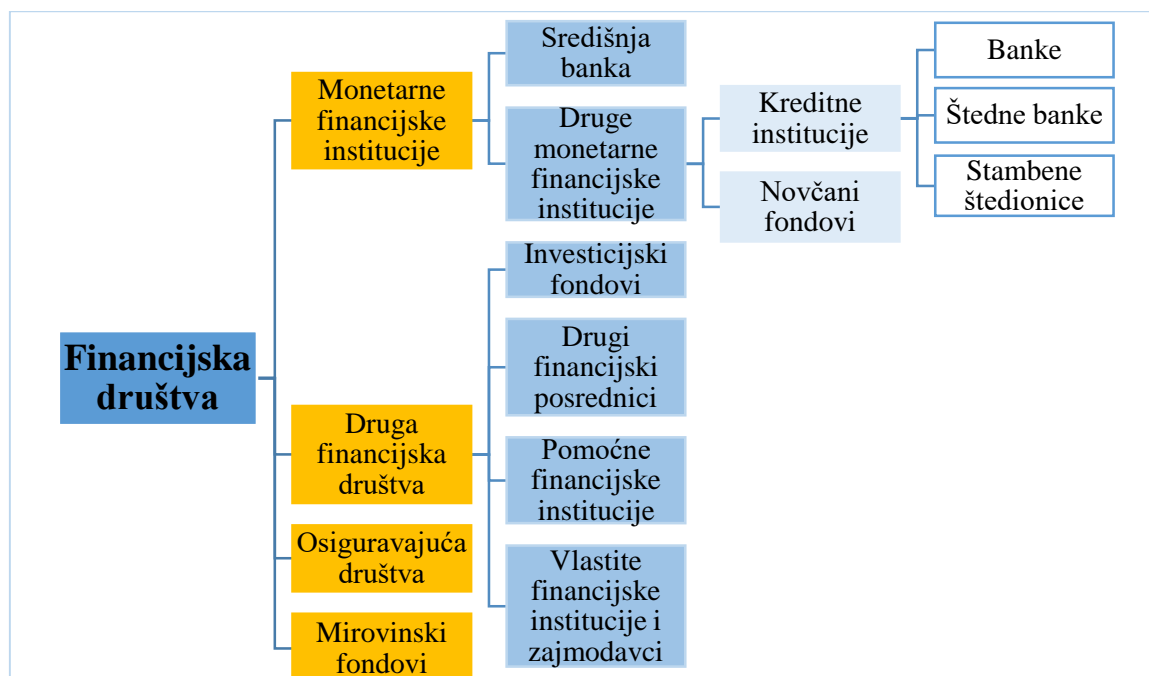 Financijska
društva
Monetarne
financijske
institucije
Središnja
banka
Druge
monetarne
financijske
institucije
Kreditne
institucije
Banke
Štedne banke
Stambene
štedionice
Novčani
fondovi
Druga
financijska
društva
Investicijski
fondovi
Drugi
financijski
posrednici
Pomoćne
financijske
institucije
Vlastite
financijske
institucije i
zajmodavci
Osiguravajuća
društva
Mirovinski
fondovi